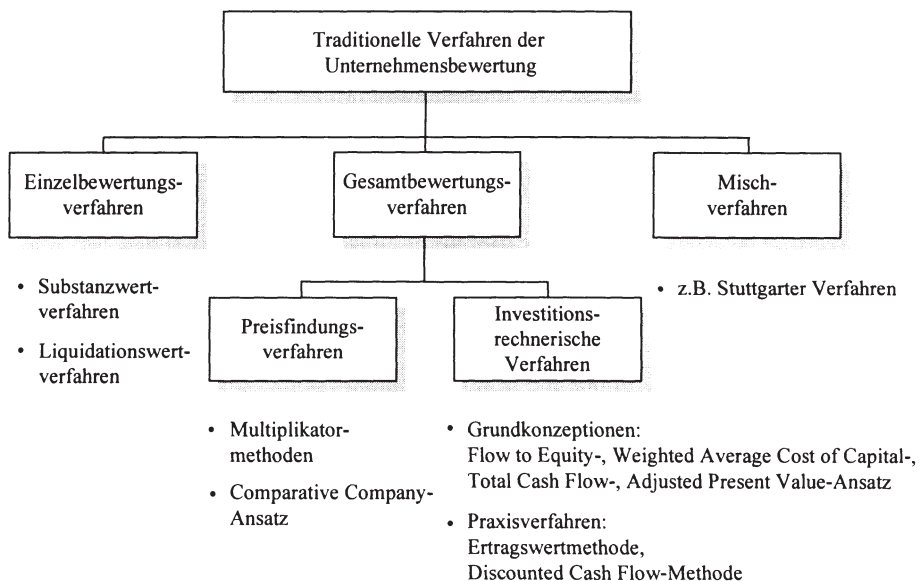 Traditionelle Verfahren der
Unternehmensbewertung
Einzelbewertungs-
verfahren
Gesamtbewertungs-
verfahren
Misch-
verfahren
• Substanzwert-
verfahren
• Liquidationswert-
verfahren
Preisfindungs-
verfahren
Investitions-
rechnerische
Verfahren
• z.B. Stuttgarter Verfahren
• Multiplikator-
methoden
• Comparative Company-
Ansatz
• Grundkonzeptionen:
Flow to Equity-, Weighted Average Cost of Capital-,
Total Cash Flow-, Adjusted Present Value-Ansatz
• Praxisverfahren:
Ertragswertmethode,
Discounted Cash Flow-Methode